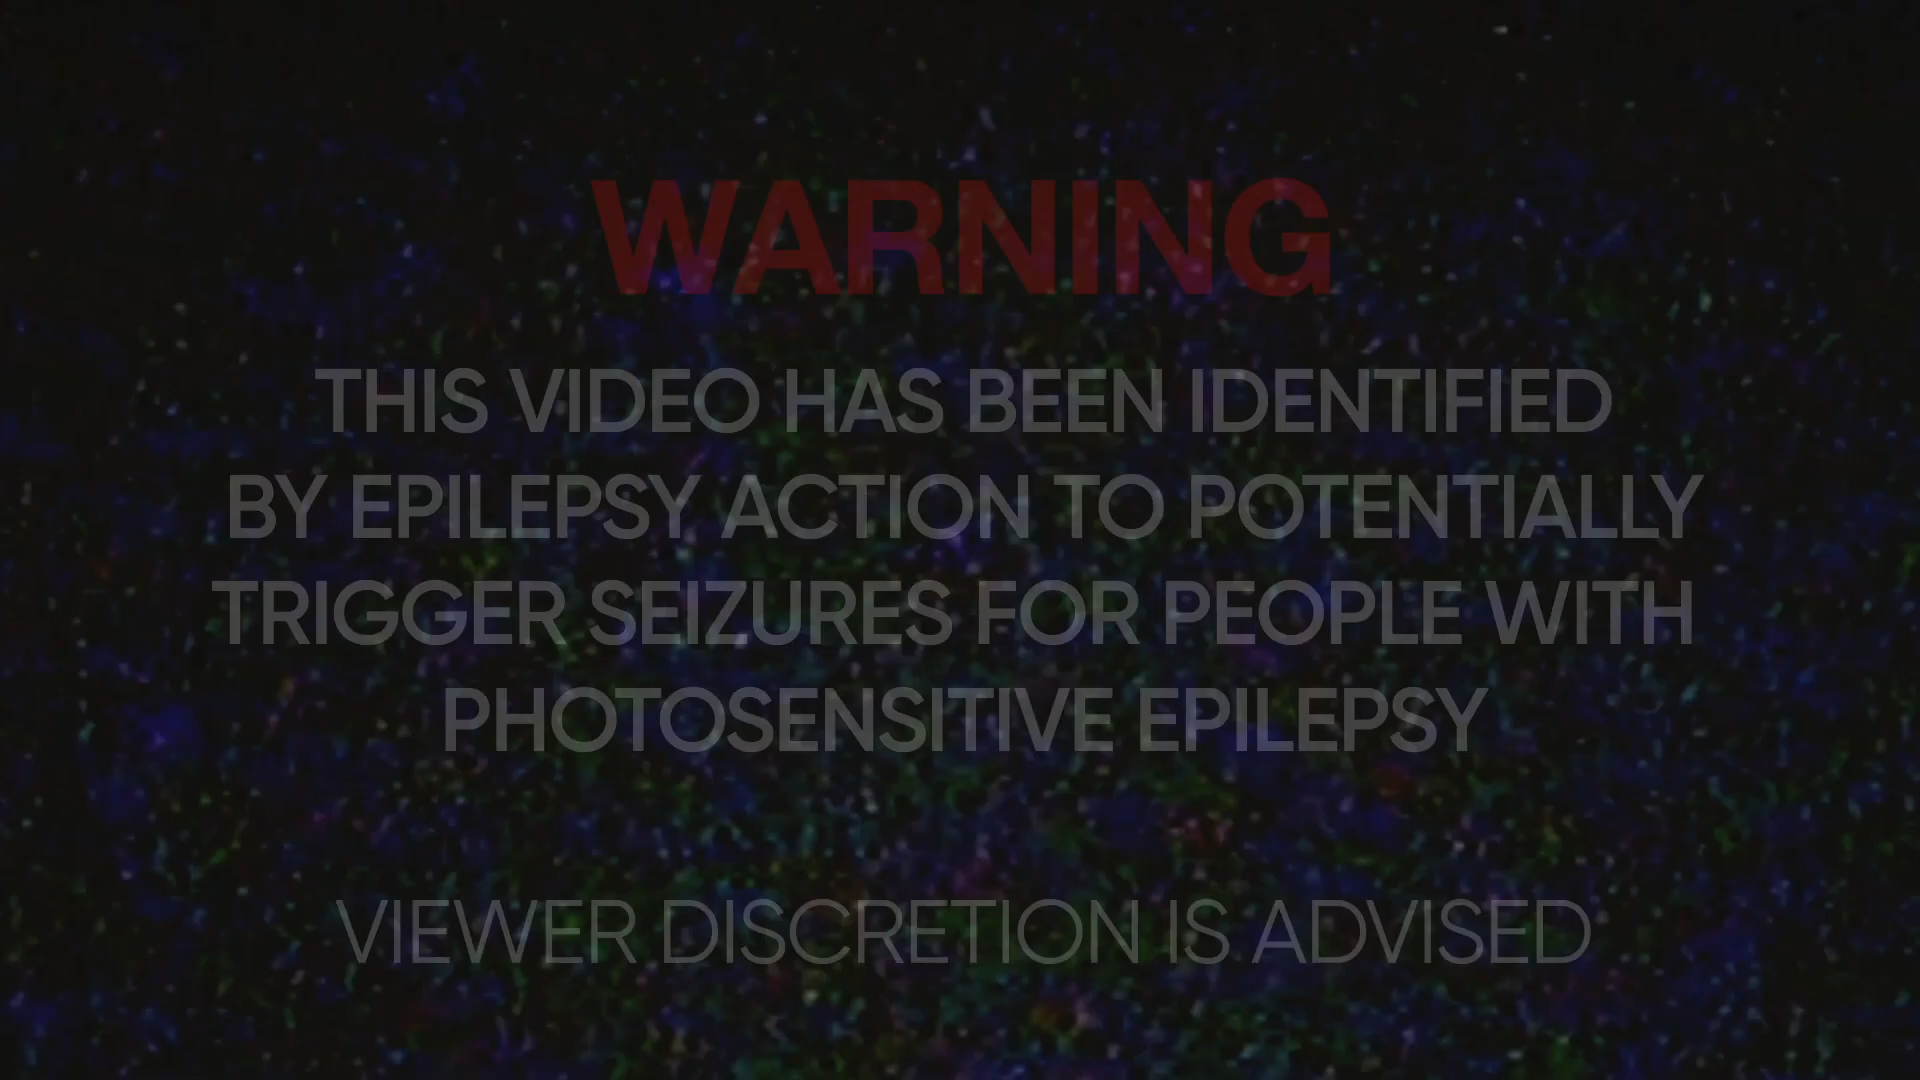 WARNING
THIS VIDEO HAS BEEN IDENTIFIED
BY EPILEPSY ACTION TO POTENTIALLY
TRIGGER SEIZURES FOR PEOPLE WITH
PHOTOSENSITIVE EPILEPSY
VIEWER DISCRETION IS ADVISED